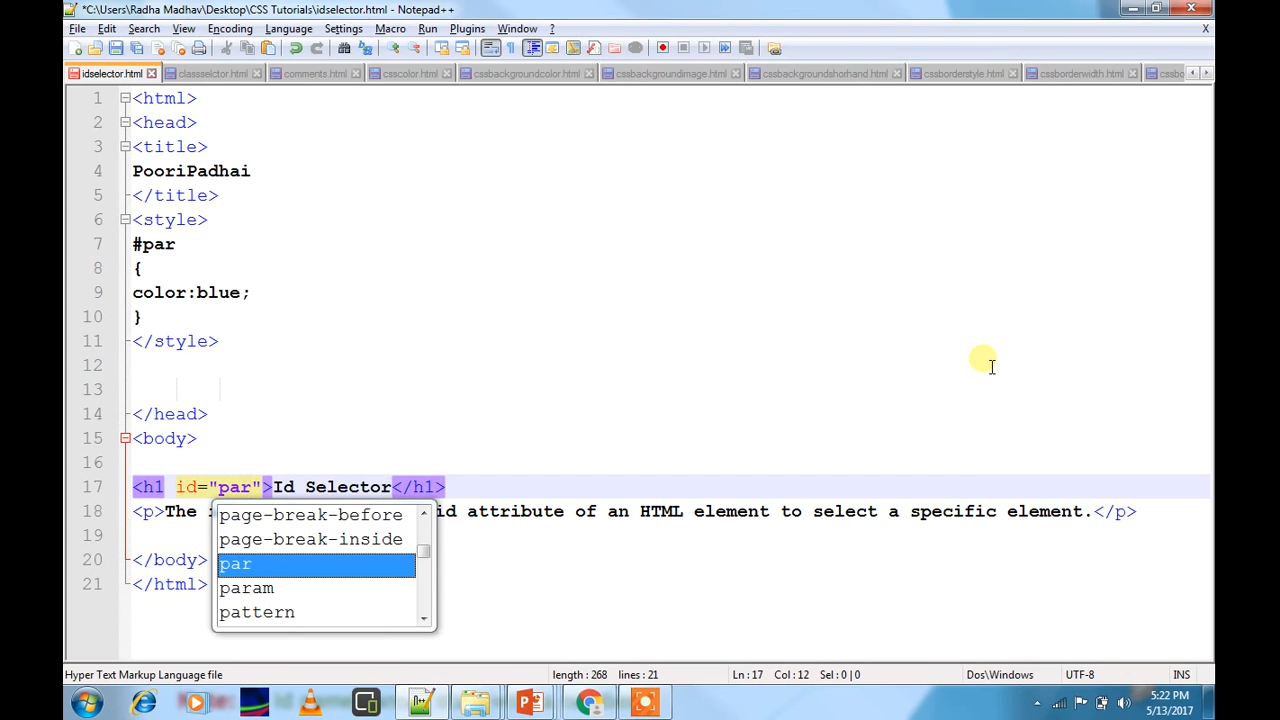 *C:\Users\Radha Madhav\Desktop\CSS Tutorials\idselector.html - Notepad++
File Edit Search View Encoding Language Settings Macro Run Plugins Window ? X
idselector.html classselctor.html comments.html csscolor.html cssbackgroundcolor.html cssbackgroundimage.html cssbackgroundshorhand.html cssborderstyle.html cssborderwidth.html cssbo
1 <html>
2 <head>
3 <title>
4 PooriPadhai
5 </title>
6 <style>
7 #par
8 {
9 color:blue;
10 }
11 </style>
12
13
14 </head>
15 <body>
16
17 <h1 id="par">Id Selector</h1>
18 <p>The id attribute of an HTML element to select a specific element.</p>
19
20 </body>
21 </html>
page-break-before
page-break-inside
par
param
pattern
Hyper Text Markup Language file length : 268 lines : 21 Ln : 17 Col : 12 Sel : 0 | 0 Dos\Windows UTF-8 INS
5:22 PM
5/13/2017